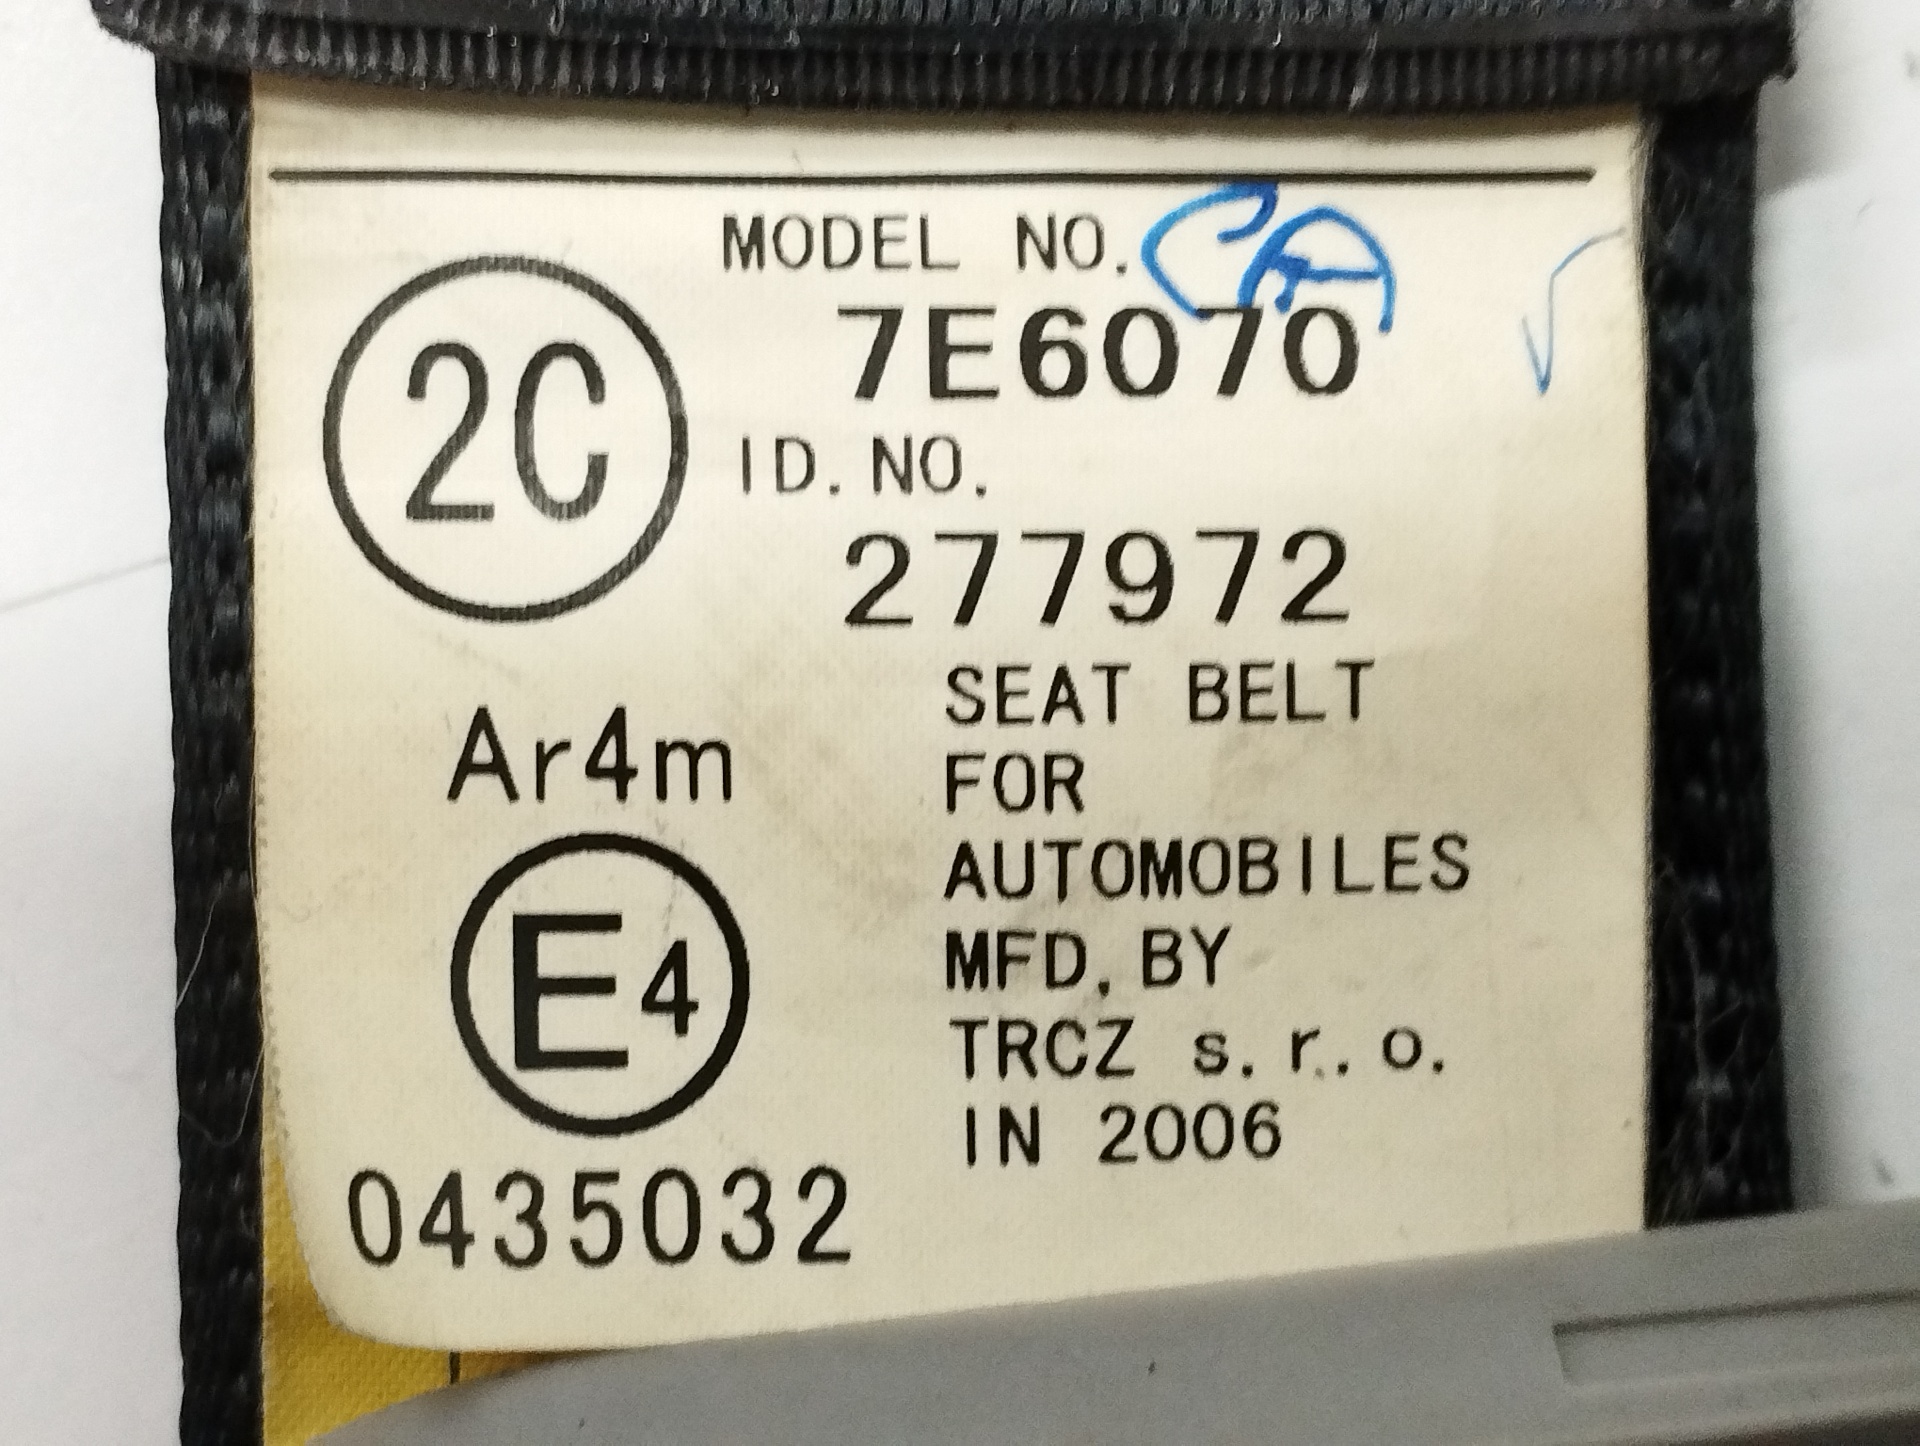 MODEL NO. CA
7E6070
2C
ID. NO.
277972
SEAT BELT
FOR
AUTOMOBILES
MFD. BY
TRCZ s. r. o.
IN 2006
Ar4m
E4
0435032